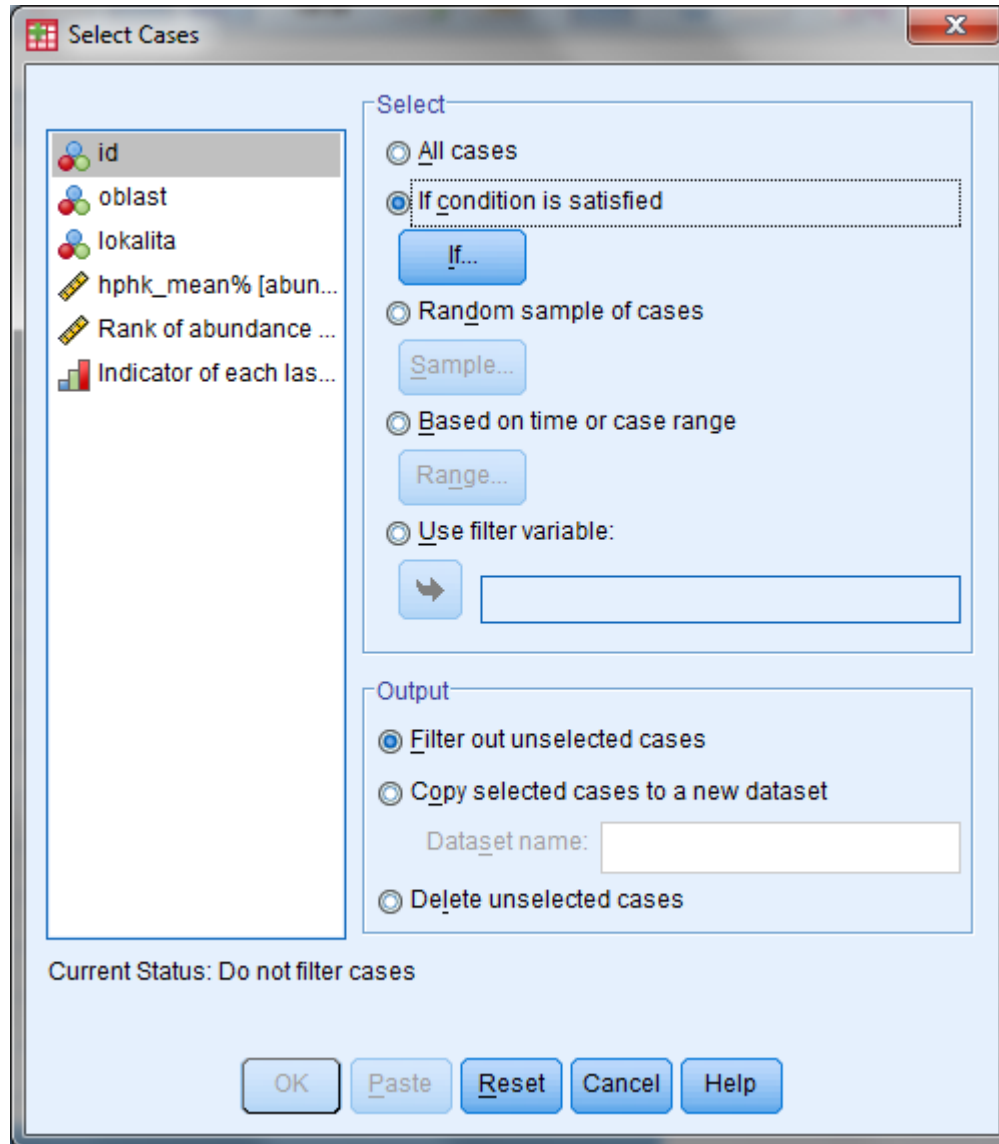 Select Cases
id
oblast
lokalita
hphk_mean% [abun...
Rank of abundance ...
Indicator of each las...
Select
All cases
If condition is satisfied
If...
Random sample of cases
Sample...
Based on time or case range
Range...
Use filter variable:
Output
Filter out unselected cases
Copy selected cases to a new dataset
Dataset name:
Delete unselected cases
Current Status: Do not filter cases
OK Paste Reset Cancel Help